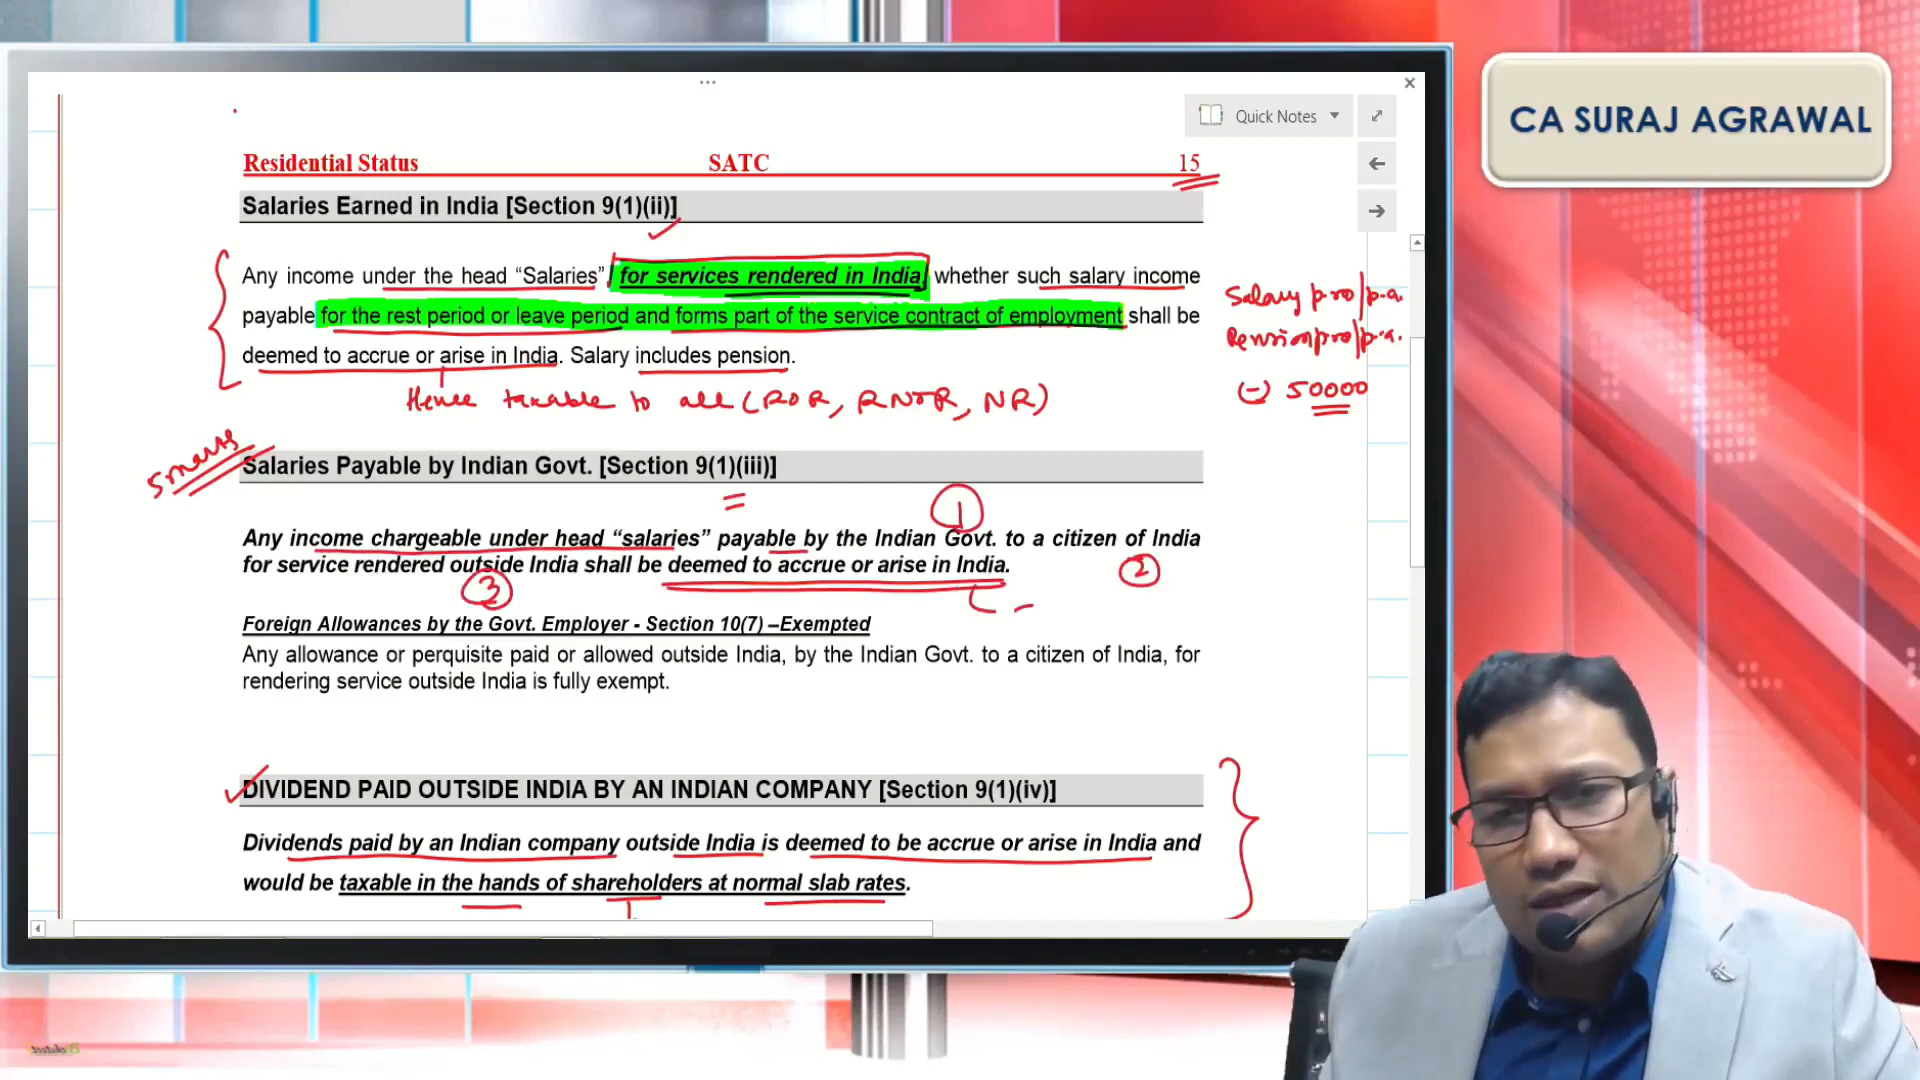 CA SURAJ AGRAWAL
Quick Notes
Residential Status SATC 15
Salaries Earned in India [Section 9(1)(ii)]
Any income under the head “Salaries” for services rendered in India, whether such salary income
payable for the rest period or leave period and forms part of the service contract of employment shall be
deemed to accrue or arise in India. Salary includes pension.
Salary pro/p.a.
Pension pro/p.a.
(-) 50000
Hence taxable to all (ROR, RNOR, NR)
5 marks
Salaries Payable by Indian Govt. [Section 9(1)(iii)]
1
Any income chargeable under head “salaries” payable by the Indian Govt. to a citizen of India
for service rendered outside India shall be deemed to accrue or arise in India.
2
3
Foreign Allowances by the Govt. Employer - Section 10(7) –Exempted
Any allowance or perquisite paid or allowed outside India, by the Indian Govt. to a citizen of India, for
rendering service outside India is fully exempt.
DIVIDEND PAID OUTSIDE INDIA BY AN INDIAN COMPANY [Section 9(1)(iv)]
Dividends paid by an Indian company outside India is deemed to be accrue or arise in India and
would be taxable in the hands of shareholders at normal slab rates.